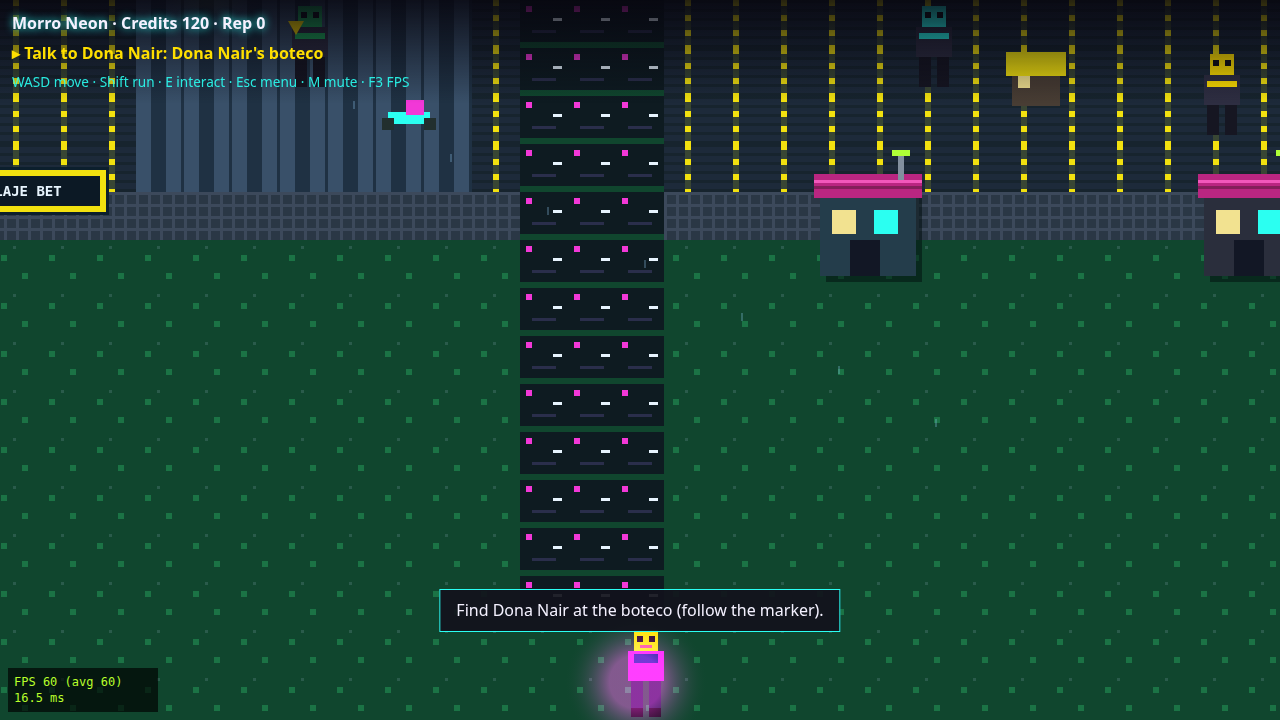 Morro Neon · Credits 120 · Rep 0
▸ Talk to Dona Nair: Dona Nair's boteco
WASD move · Shift run · E interact · Esc menu · M mute · F3 FPS
LAJE BET
Find Dona Nair at the boteco (follow the marker).
FPS 60 (avg 60)
16.5 ms